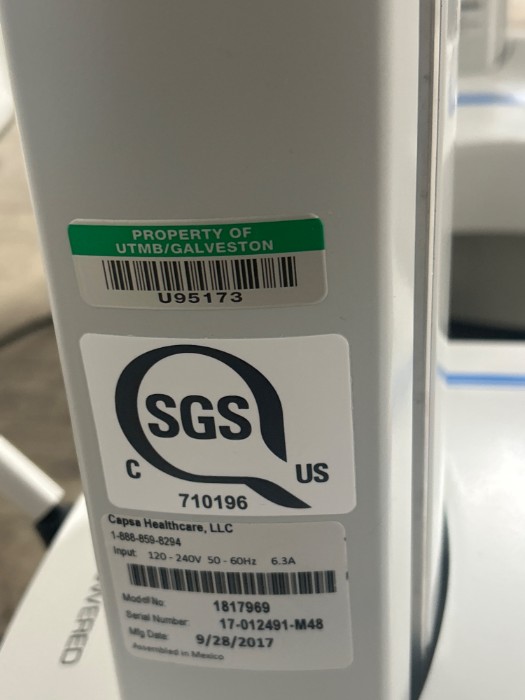 PROPERTY OF
UTMB/GALVESTON
U95173
SGS
C US
710196
Capsa Healthcare, LLC
1-888-859-8294
Input: 120 - 240V 50 - 60Hz 6.3A
Model No: 1817969
Serial Number: 17-012491-M48
Mfg Date: 9/28/2017
Assembled in Mexico
WERED